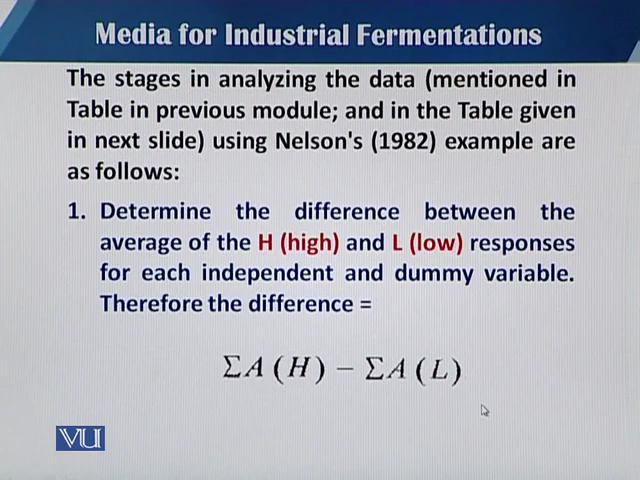 Media for Industrial Fermentations
The stages in analyzing the data (mentioned in
Table in previous module; and in the Table given
in next slide) using Nelson's (1982) example are
as follows:
1. Determine the difference between the
average of the H (high) and L (low) responses
for each independent and dummy variable.
Therefore the difference =
ΣA (H) − ΣA (L)
VU